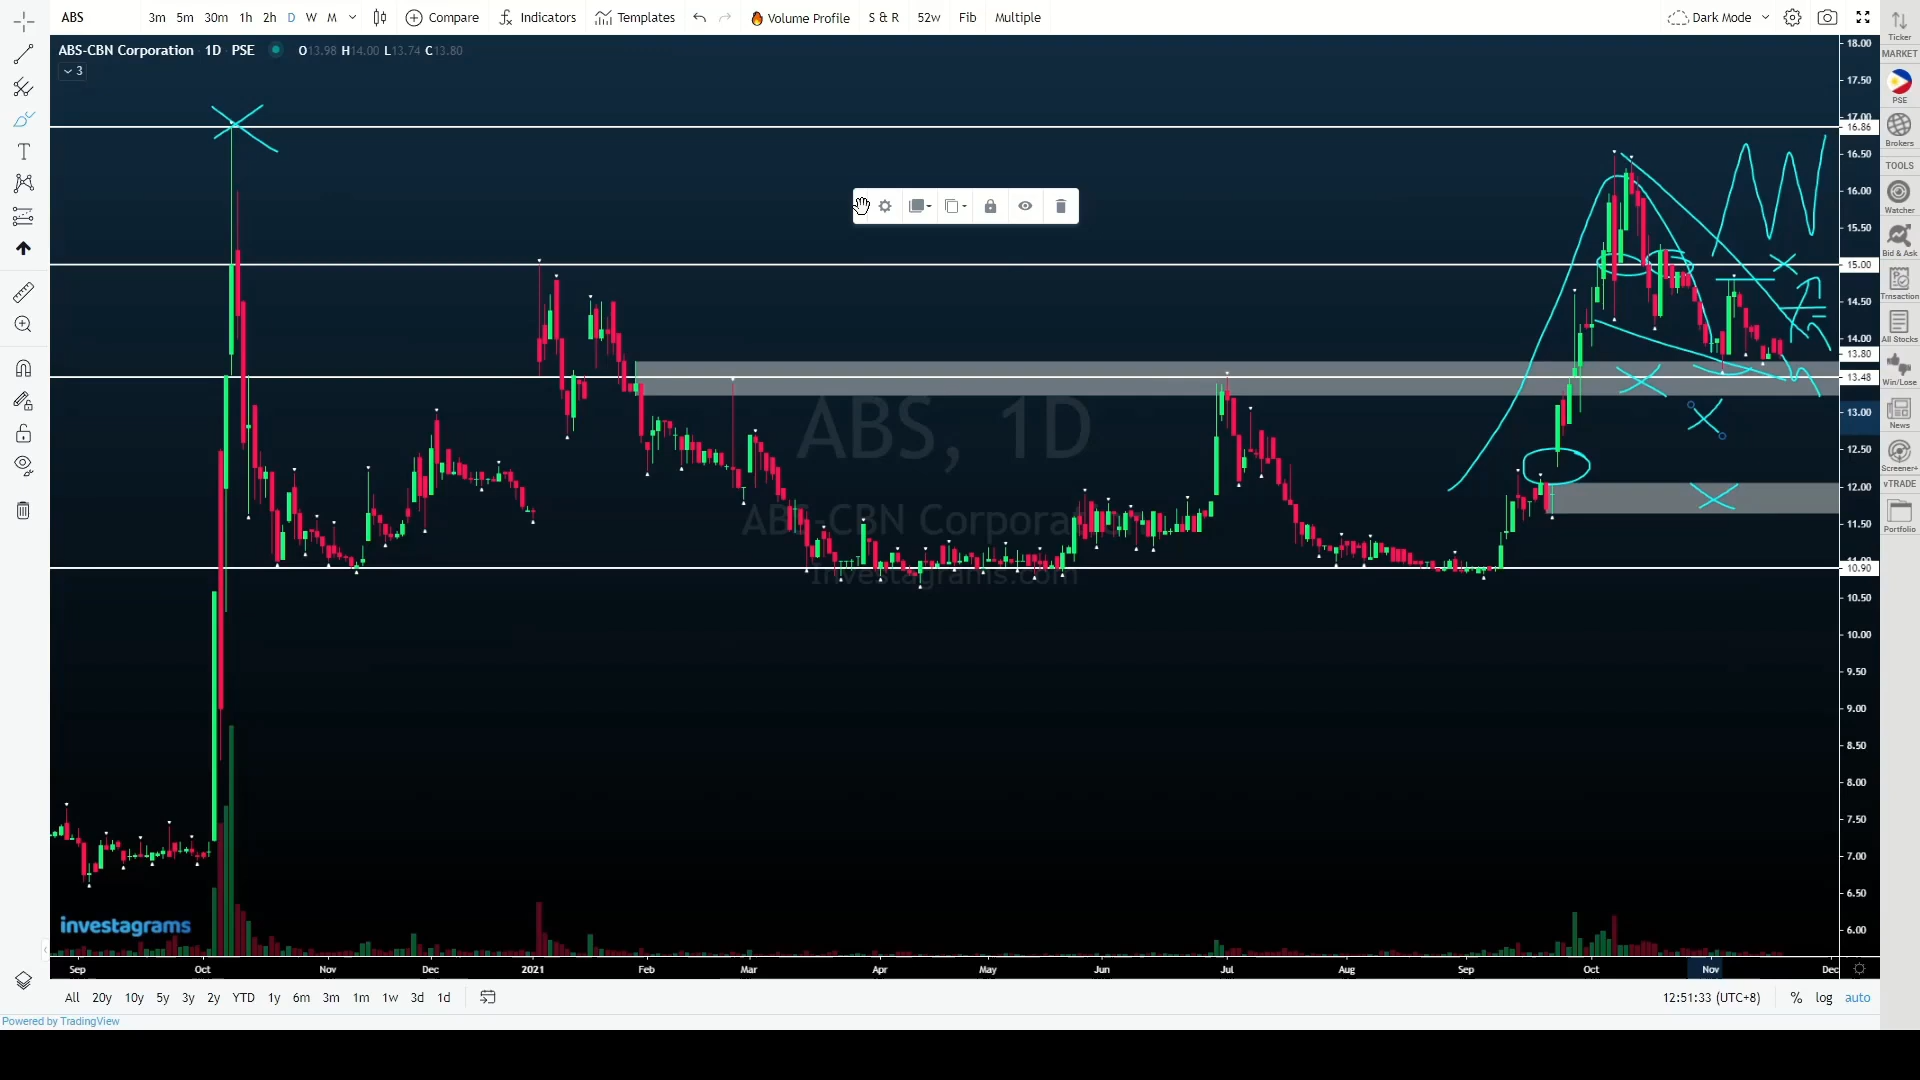 ABS 3m 5m 30m 1h 2h D W M Compare Indicators Templates Volume Profile S & R 52w Fib Multiple Dark Mode
ABS-CBN Corporation · 1D · PSE O13.98 H14.00 L13.74 C13.80
3
18.00
17.50
17.00
16.86
16.50
16.00
15.50
15.00
14.50
14.00
13.80
13.48
13.00
12.50
12.00
11.50
11.00
10.90
10.50
10.00
9.50
9.00
8.50
8.00
7.50
7.00
6.50
6.00
ABS, 1D
ABS-CBN Corporat
Investagrams.com
investagrams
Sep Oct Nov Dec 2021 Feb Mar Apr May Jun Jul Aug Sep Oct Nov Dec
All 20y 10y 5y 3y 2y YTD 1y 6m 3m 1m 1w 3d 1d 12:51:33 (UTC+8) % log auto
Powered by TradingView
Ticker
MARKET
PSE
Brokers
TOOLS
Watcher
Bid & Ask
Trnsaction
All Stocks
Win/Lose
News
Screener+
vTRADE
Portfolio